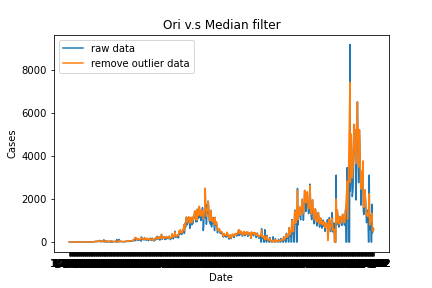 Ori v.s Median filter
raw data
remove outlier data
8000
6000
4000
2000
0
Cases
Date